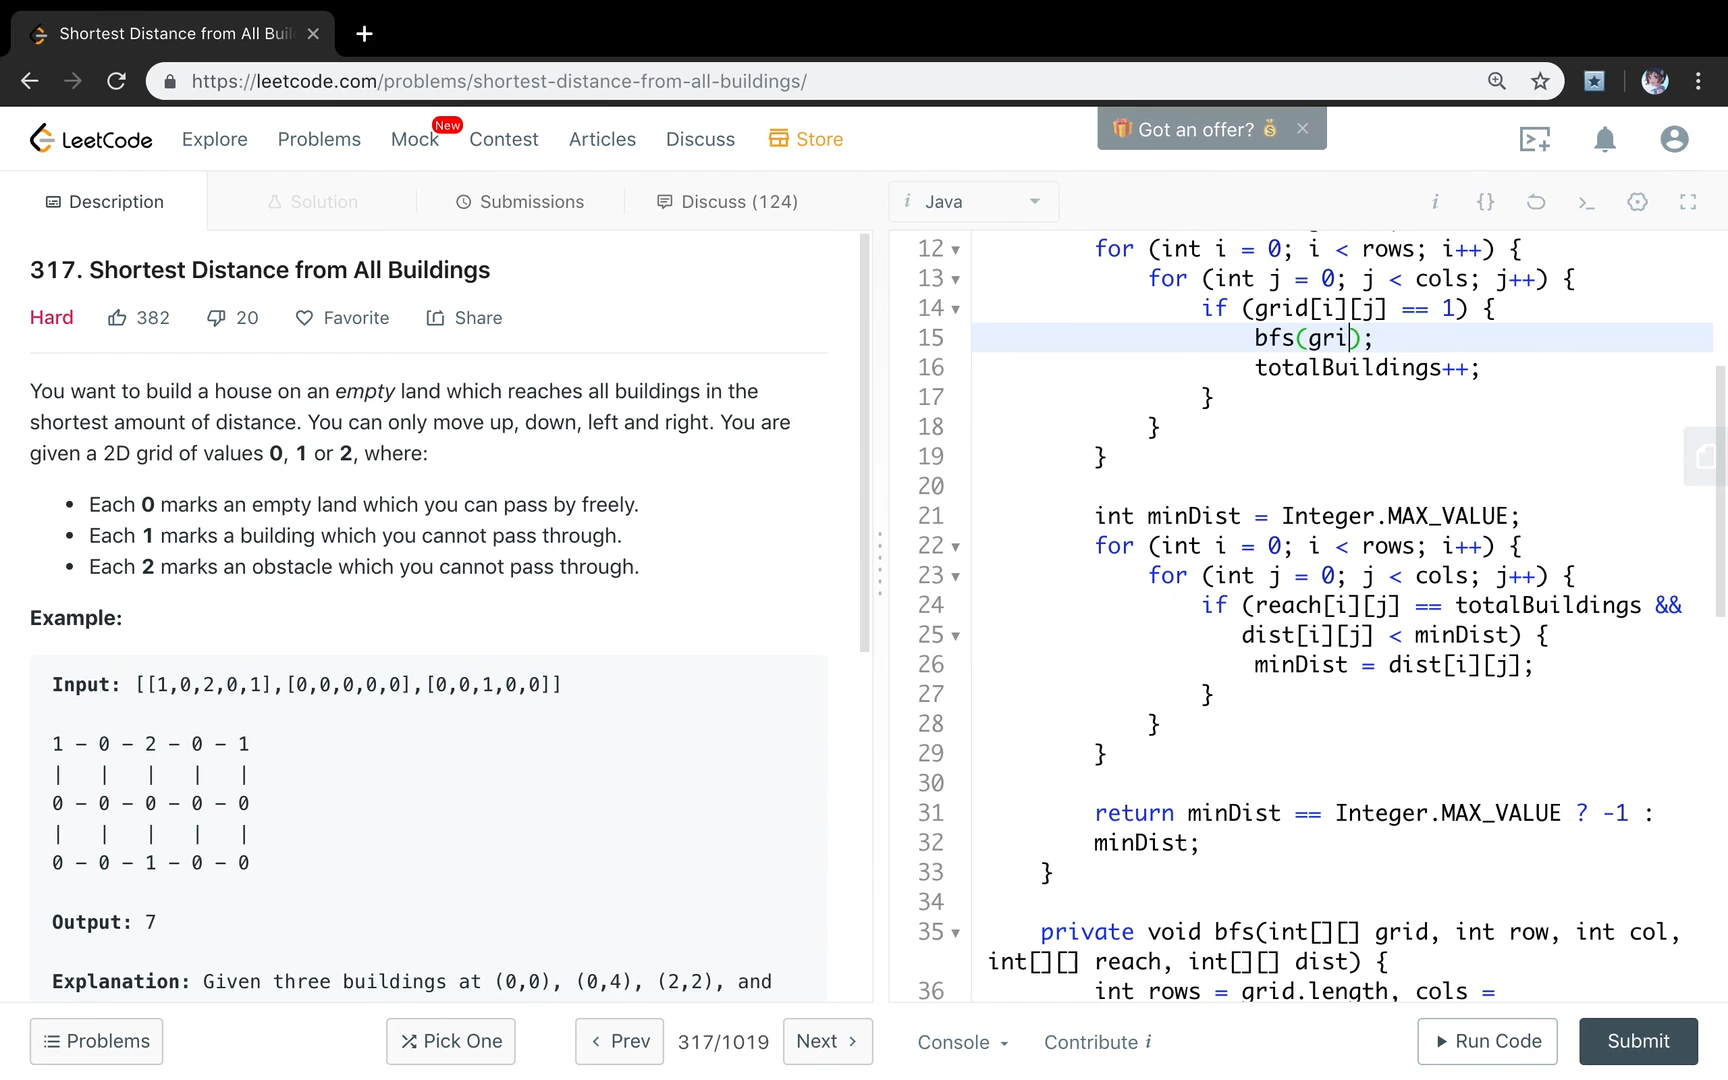 Shortest Distance from All Buil
https://leetcode.com/problems/shortest-distance-from-all-buildings/
LeetCode
Explore
Problems
Mock
New
Contest
Articles
Discuss
Store
Got an offer?
Description
Solution
Submissions
Discuss (124)
i Java
i
{}
317. Shortest Distance from All Buildings
Hard
382
20
Favorite
Share
You want to build a house on an empty land which reaches all buildings in the
shortest amount of distance. You can only move up, down, left and right. You are
given a 2D grid of values 0, 1 or 2, where:
• Each 0 marks an empty land which you can pass by freely.
• Each 1 marks a building which you cannot pass through.
• Each 2 marks an obstacle which you cannot pass through.
Example:
Input: [[1,0,2,0,1],[0,0,0,0,0],[0,0,1,0,0]]
1 - 0 - 2 - 0 - 1
|   |   |   |   |
0 - 0 - 0 - 0 - 0
|   |   |   |   |
0 - 0 - 1 - 0 - 0
Output: 7
Explanation: Given three buildings at (0,0), (0,4), (2,2), and
12 for (int i = 0; i < rows; i++) {
13 for (int j = 0; j < cols; j++) {
14 if (grid[i][j] == 1) {
15 bfs(gri);
16 totalBuildings++;
17 }
18 }
19 }
20
21 int minDist = Integer.MAX_VALUE;
22 for (int i = 0; i < rows; i++) {
23 for (int j = 0; j < cols; j++) {
24 if (reach[i][j] == totalBuildings &&
25 dist[i][j] < minDist) {
26 minDist = dist[i][j];
27 }
28 }
29 }
30
31 return minDist == Integer.MAX_VALUE ? -1 :
32 minDist;
33 }
34
35 private void bfs(int[][] grid, int row, int col,
int[][] reach, int[][] dist) {
36 int rows = grid.length, cols =
Problems
Pick One
Prev
317/1019
Next
Console
Contribute i
Run Code
Submit